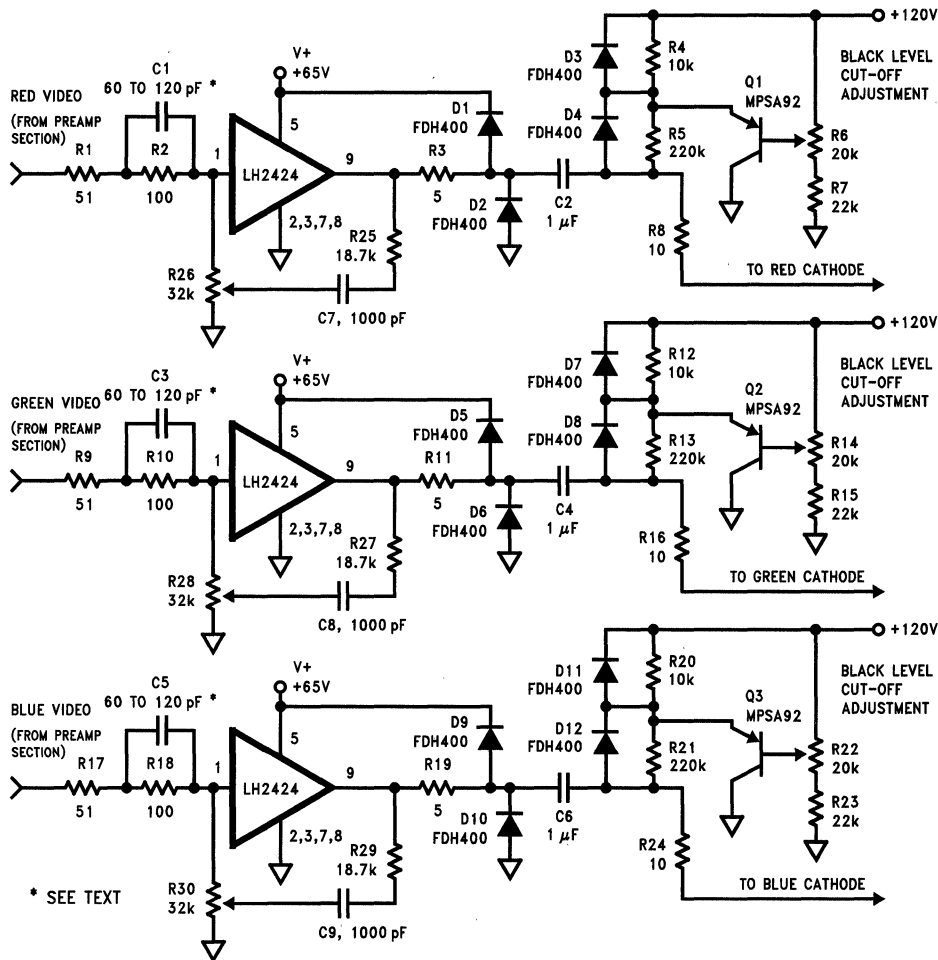 +120V
V+
+65V
C1
60 TO 120 pF *
RED VIDEO
(FROM PREAMP
SECTION)
R1
51
R2
100
1
LH2424
5
9
2,3,7,8
R26
32k
R25
18.7k
C7, 1000 pF
R3
5
D1
FDH400
D2
FDH400
C2
1 μF
D3
FDH400
D4
FDH400
R4
10k
R5
220k
Q1
MPSA92
BLACK LEVEL
CUT-OFF
ADJUSTMENT
R6
20k
R7
22k
R8
10
TO RED CATHODE
+120V
V+
+65V
C3
60 TO 120 pF *
GREEN VIDEO
(FROM PREAMP
SECTION)
R9
51
R10
100
1
LH2424
5
9
2,3,7,8
R28
32k
R27
18.7k
C8, 1000 pF
R11
5
D5
FDH400
D6
FDH400
C4
1 μF
D7
FDH400
D8
FDH400
R12
10k
R13
220k
Q2
MPSA92
BLACK LEVEL
CUT-OFF
ADJUSTMENT
R14
20k
R15
22k
R16
10
TO GREEN CATHODE
+120V
V+
+65V
C5
60 TO 120 pF *
BLUE VIDEO
(FROM PREAMP
SECTION)
R17
51
R18
100
1
LH2424
5
9
2,3,7,8
R30
32k
R29
18.7k
C9, 1000 pF
R19
5
D9
FDH400
D10
FDH400
C6
1 μF
D11
FDH400
D12
FDH400
R20
10k
R21
220k
Q3
MPSA92
BLACK LEVEL
CUT-OFF
ADJUSTMENT
R22
20k
R23
22k
R24
10
TO BLUE CATHODE
* SEE TEXT